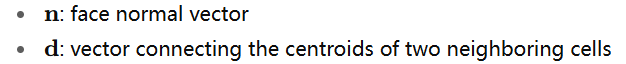 • n: face normal vector
• d: vector connecting the centroids of two neighboring cells